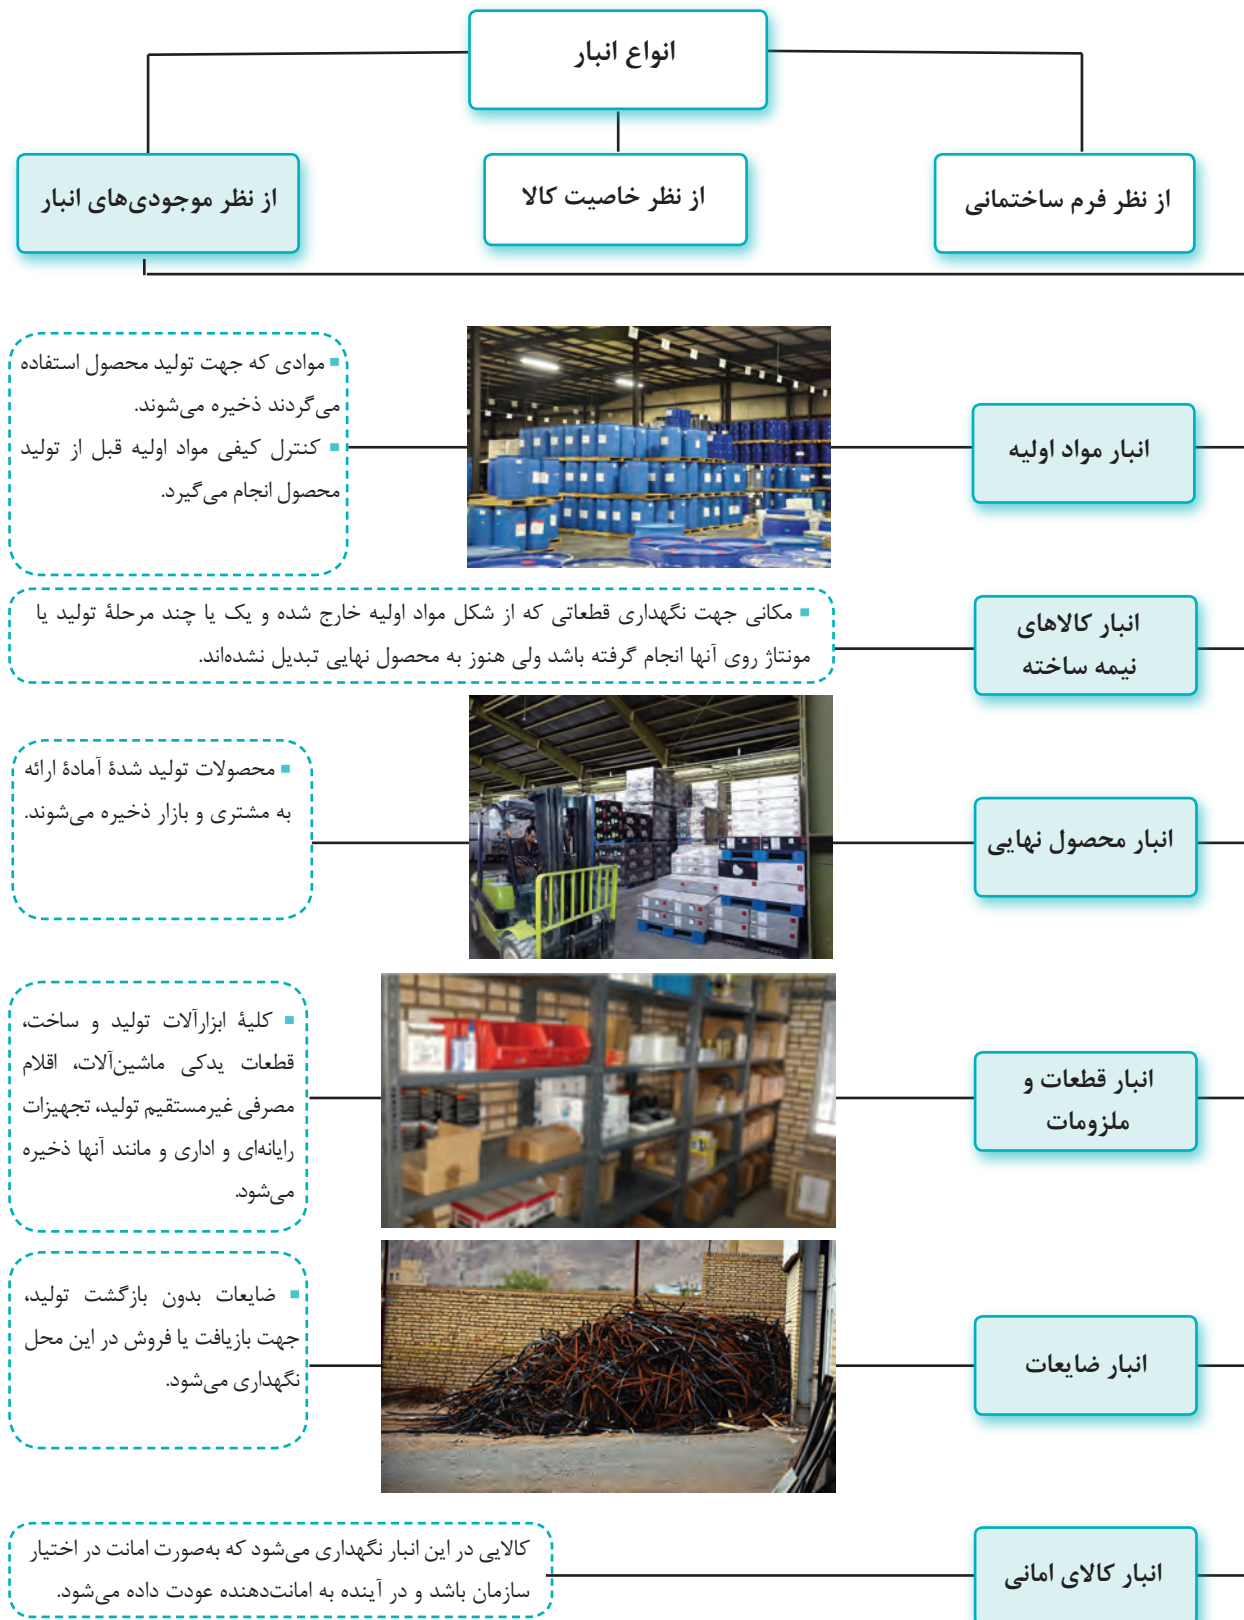 انواع انبار
از نظر فرم ساختمانی
از نظر خاصیت کالا
از نظر موجودی‌های انبار
انبار مواد اولیه
▪ موادی که جهت تولید محصول استفاده
می‌گردند ذخیره می‌شوند.
▪ کنترل کیفی مواد اولیه قبل از تولید
محصول انجام می‌گیرد.
انبار کالاهای
نیمه ساخته
▪ مکانی جهت نگهداری قطعاتی که از شکل مواد اولیه خارج شده و یک یا چند مرحلهٔ تولید یا
مونتاژ روی آنها انجام گرفته باشد ولی هنوز به محصول نهایی تبدیل نشده‌اند.
انبار محصول نهایی
▪ محصولات تولید شدهٔ آمادهٔ ارائه
به مشتری و بازار ذخیره می‌شوند.
انبار قطعات و
ملزومات
▪ کلیهٔ ابزارآلات تولید و ساخت،
قطعات یدکی ماشین‌آلات، اقلام
مصرفی غیرمستقیم تولید، تجهیزات
رایانه‌ای و اداری و مانند آنها ذخیره
می‌شود.
انبار ضایعات
▪ ضایعات بدون بازگشت تولید،
جهت بازیافت یا فروش در این محل
نگهداری می‌شود.
انبار کالای امانی
کالایی در این انبار نگهداری می‌شود که به‌صورت امانت در اختیار
سازمان باشد و در آینده به امانت‌دهنده عودت داده می‌شود.